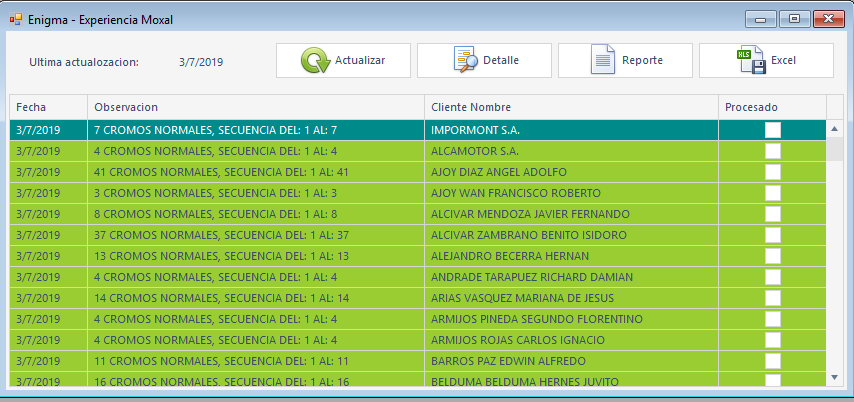 Enigma - Experiencia Moxal
Ultima actualozacion: 3/7/2019 Actualizar Detalle Reporte XLS Excel
Fecha Observacion Cliente Nombre Procesado
3/7/2019 7 CROMOS NORMALES, SECUENCIA DEL: 1 AL: 7 IMPORMONT S.A.
3/7/2019 4 CROMOS NORMALES, SECUENCIA DEL: 1 AL: 4 ALCAMOTOR S.A.
3/7/2019 41 CROMOS NORMALES, SECUENCIA DEL: 1 AL: 41 AJOY DIAZ ANGEL ADOLFO
3/7/2019 3 CROMOS NORMALES, SECUENCIA DEL: 1 AL: 3 AJOY WAN FRANCISCO ROBERTO
3/7/2019 8 CROMOS NORMALES, SECUENCIA DEL: 1 AL: 8 ALCIVAR MENDOZA JAVIER FERNANDO
3/7/2019 37 CROMOS NORMALES, SECUENCIA DEL: 1 AL: 37 ALCIVAR ZAMBRANO BENITO ISIDORO
3/7/2019 13 CROMOS NORMALES, SECUENCIA DEL: 1 AL: 13 ALEJANDRO BECERRA HERNAN
3/7/2019 4 CROMOS NORMALES, SECUENCIA DEL: 1 AL: 4 ANDRADE TARAPUEZ RICHARD DAMIAN
3/7/2019 14 CROMOS NORMALES, SECUENCIA DEL: 1 AL: 14 ARIAS VASQUEZ MARIANA DE JESUS
3/7/2019 4 CROMOS NORMALES, SECUENCIA DEL: 1 AL: 4 ARMIJOS PINEDA SEGUNDO FLORENTINO
3/7/2019 4 CROMOS NORMALES, SECUENCIA DEL: 1 AL: 4 ARMIJOS ROJAS CARLOS IGNACIO
3/7/2019 11 CROMOS NORMALES, SECUENCIA DEL: 1 AL: 11 BARROS PAZ EDWIN ALFREDO
3/7/2019 16 CROMOS NORMALES, SECUENCIA DEL: 1 AL: 16 BELDUMA BELDUMA HERNES JUVITO